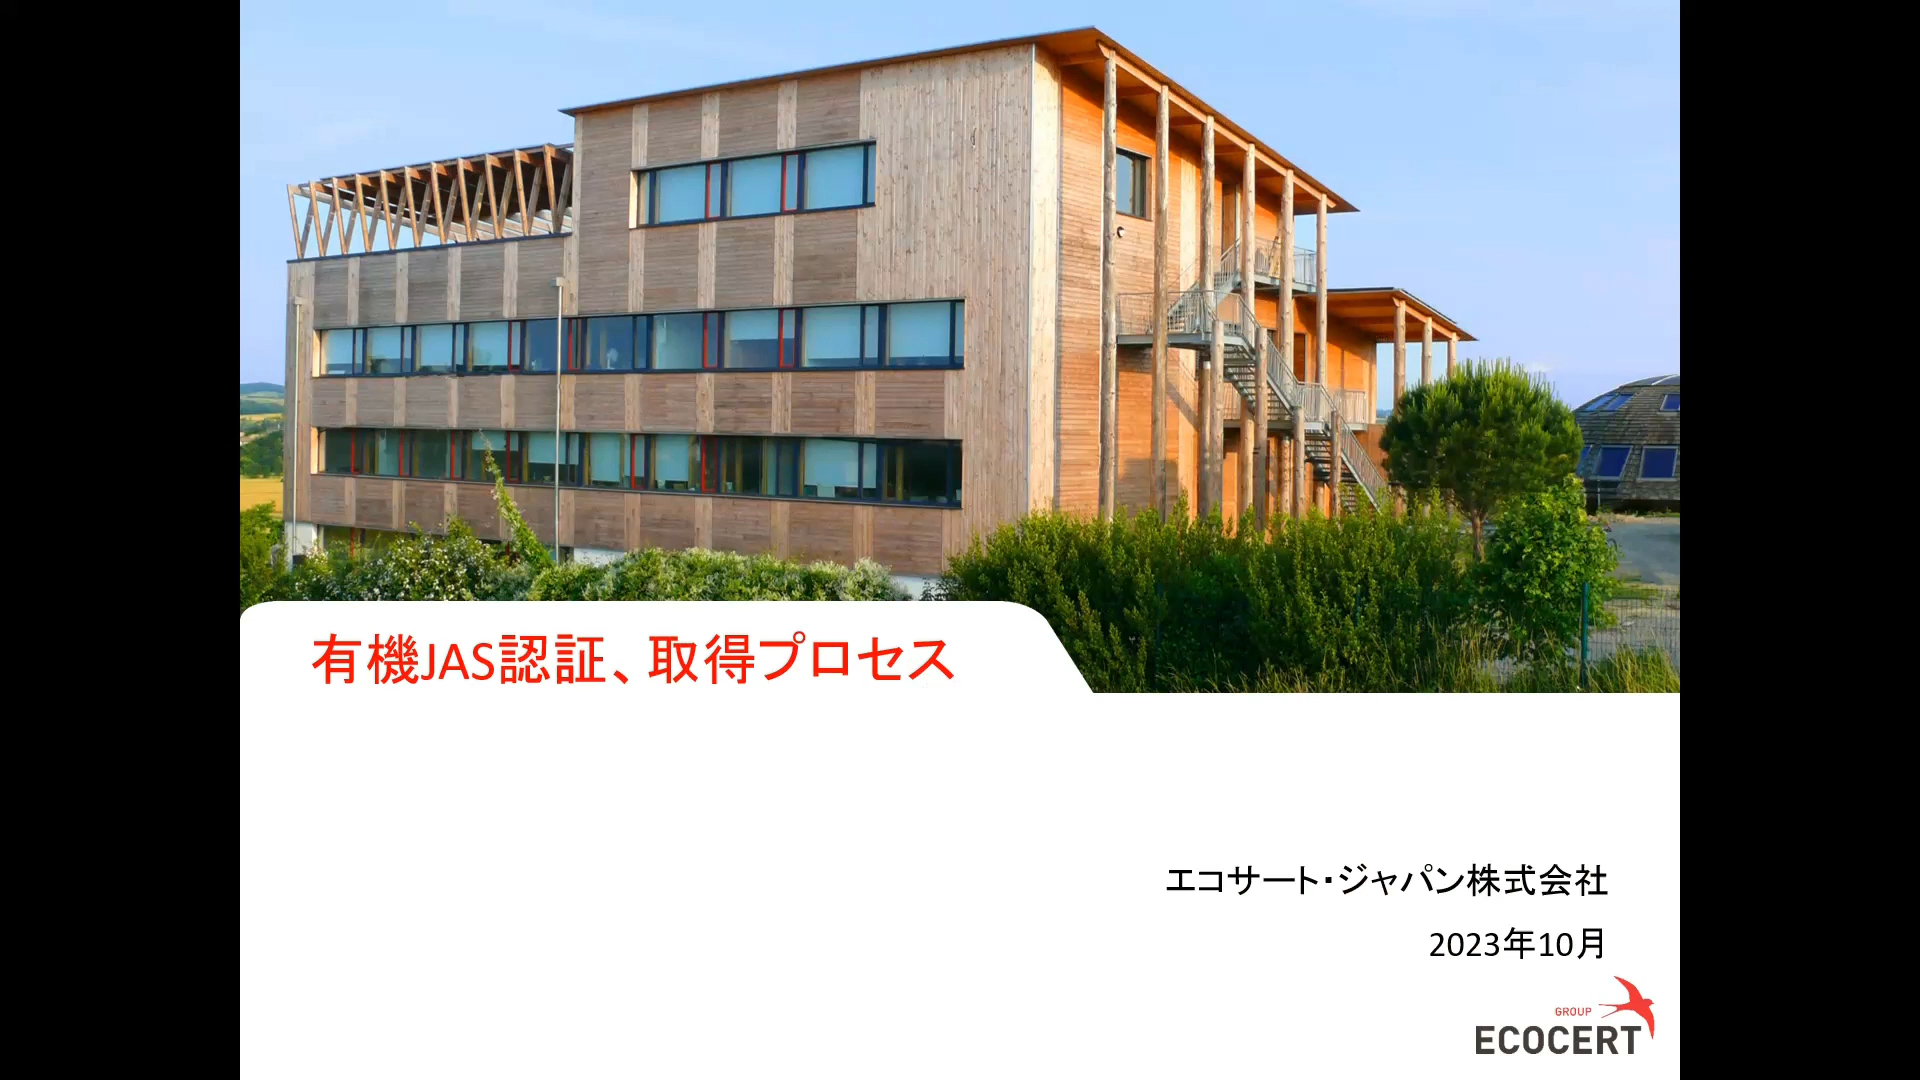 有機JAS認証、取得プロセス
エコサート・ジャパン株式会社
2023年10月
GROUP
ECOCERT